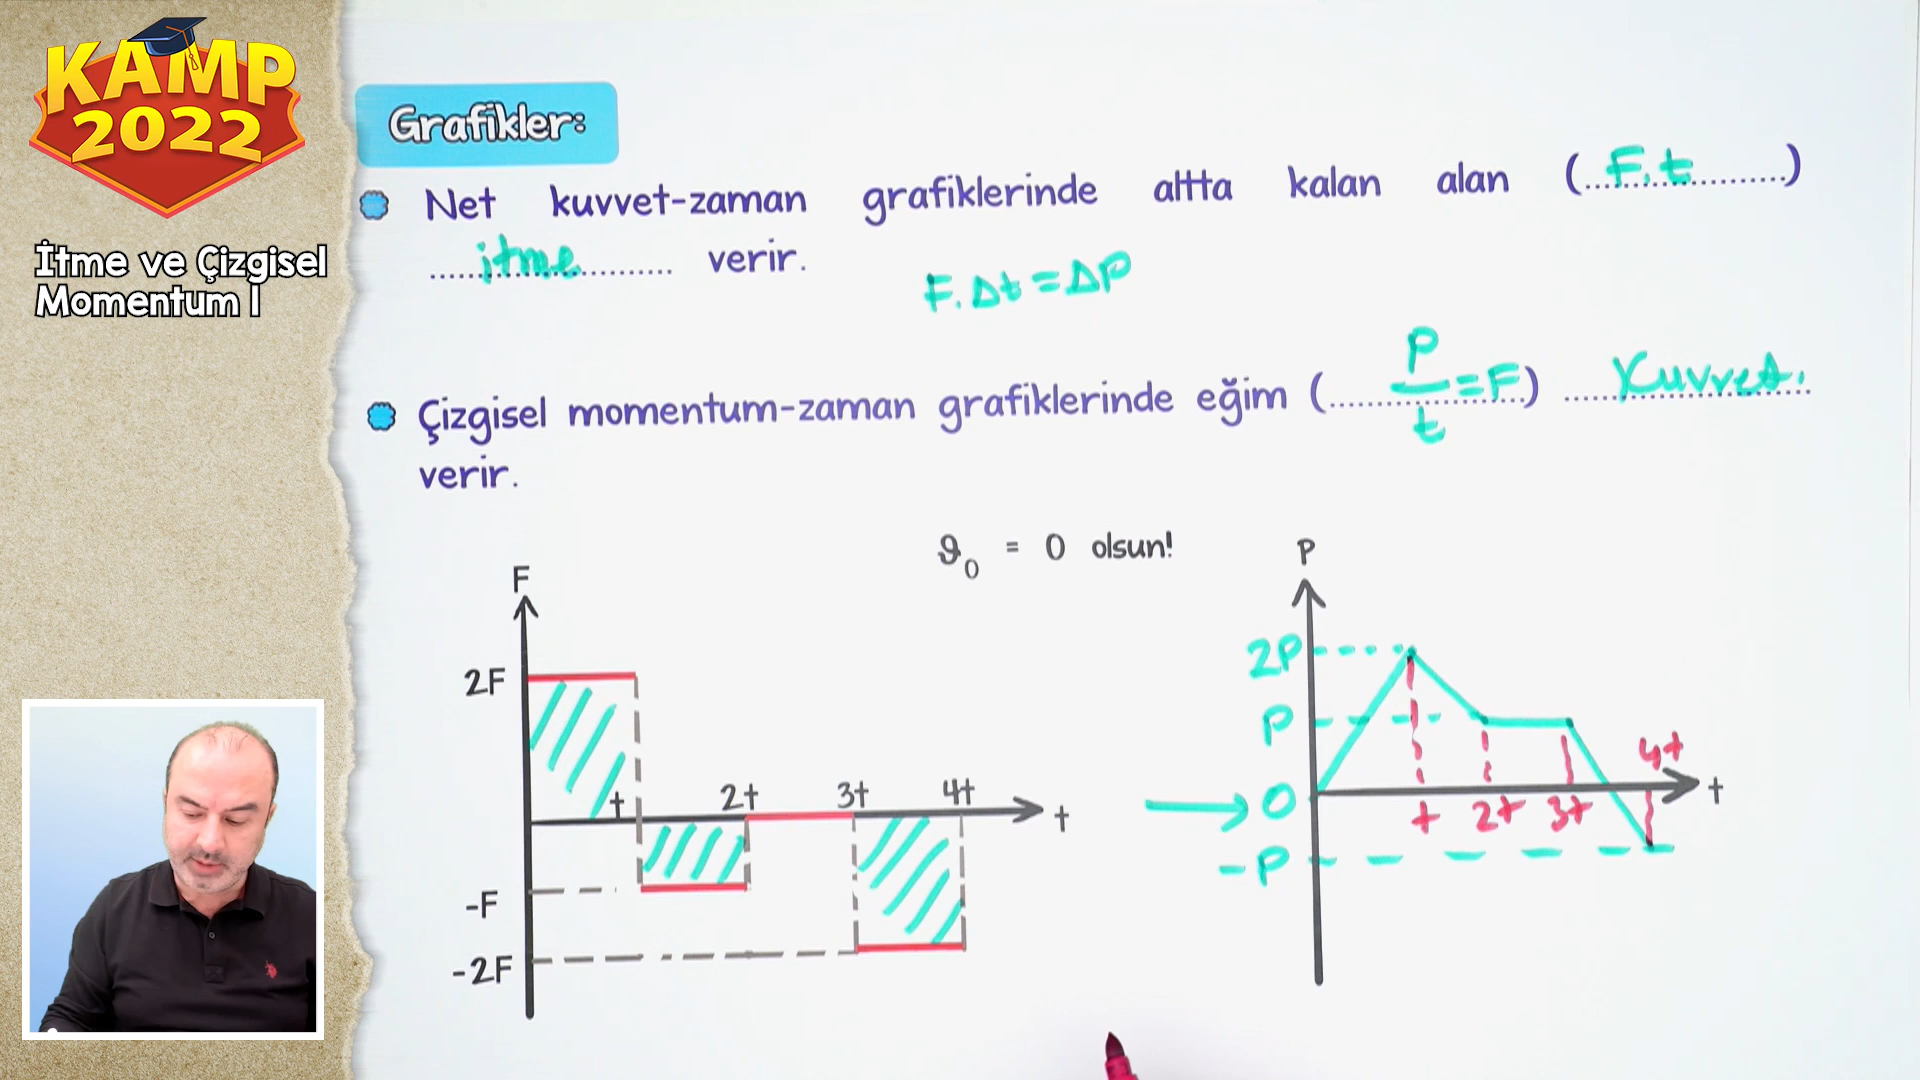 KAMP
2022
İtme ve Çizgisel
Momentum I
Grafikler:
Net kuvvet-zaman grafiklerinde altta kalan alan (....F.t....)
....itme.... verir.
F.Δt=ΔP
Çizgisel momentum-zaman grafiklerinde eğim (....P/t=F) ....Kuvvet.
verir.
ϑ₀ = 0 olsun!
F
2F
t 2t 3t 4t t
-F
-2F
P
2P
P
4t
0 t
t 2t 3t
-P